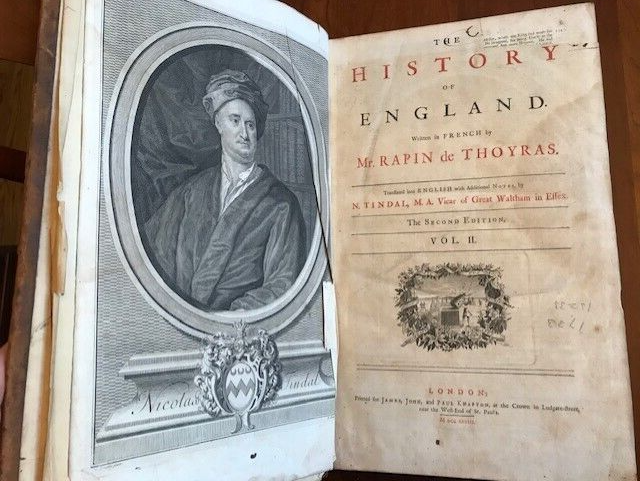 Nicolas Tindal
THE
HISTORY
OF
ENGLAND.
Written in FRENCH by
Mr. RAPIN de THOYRAS.
Translated into ENGLISH with Additional NOTES, by
N. TINDAL, M. A. Vicar of Great Waltham in Essex.
The SECOND EDITION.
VOL. II.
LONDON:
Printed for JAMES, JOHN, and PAUL KNAPTON, at the Crown in Ludgate-Street,
near the West-End of St. Paul's.